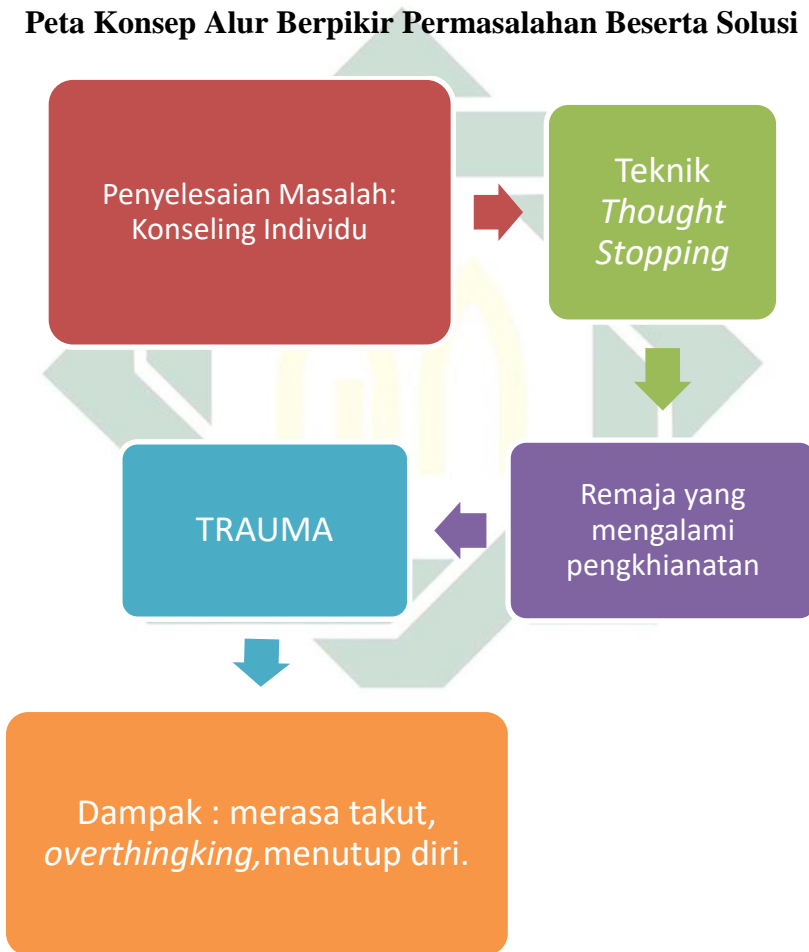 Peta Konsep Alur Berpikir Permasalahan Beserta Solusi
Penyelesaian Masalah:
Konseling Individu
Teknik
Thought
Stopping
Remaja yang
mengalami
pengkhianatan
TRAUMA
Dampak : merasa takut,
overthingking,menutup diri.